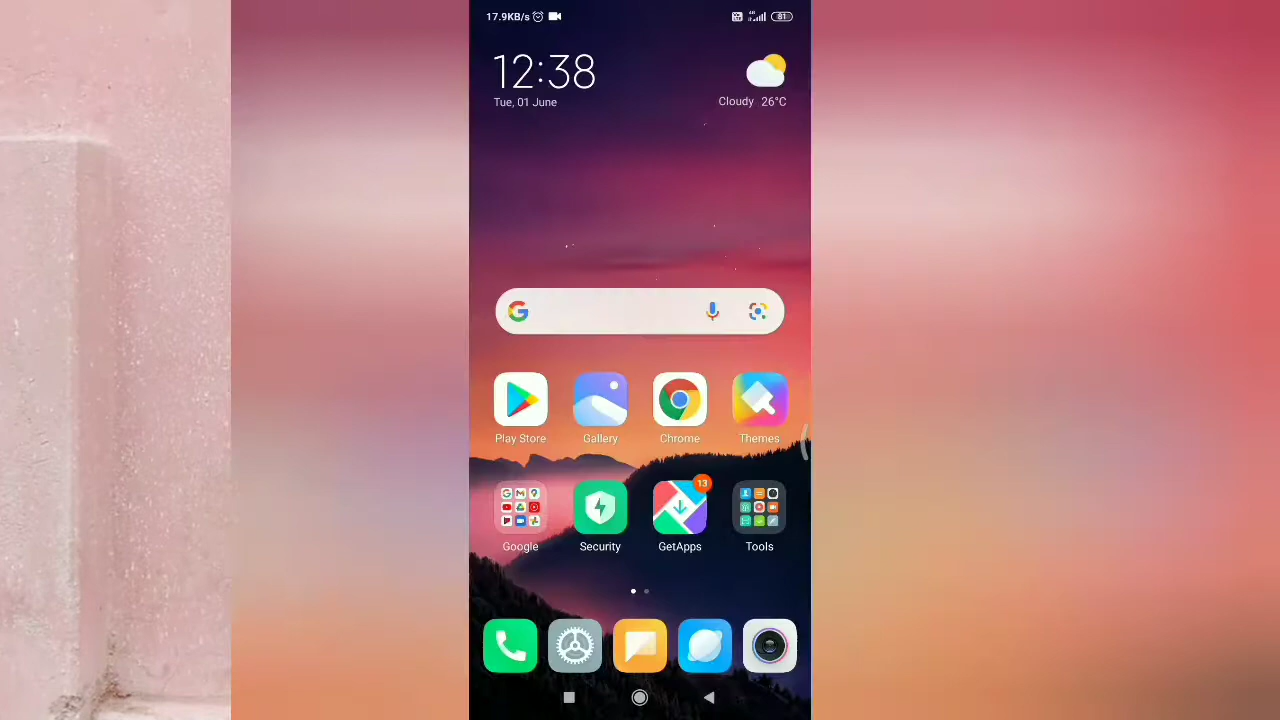 17.9KB/s
81
12:38
Tue, 01 June
Cloudy 26°C
Play Store
Gallery
Chrome
Themes
13
Google
Security
GetApps
Tools